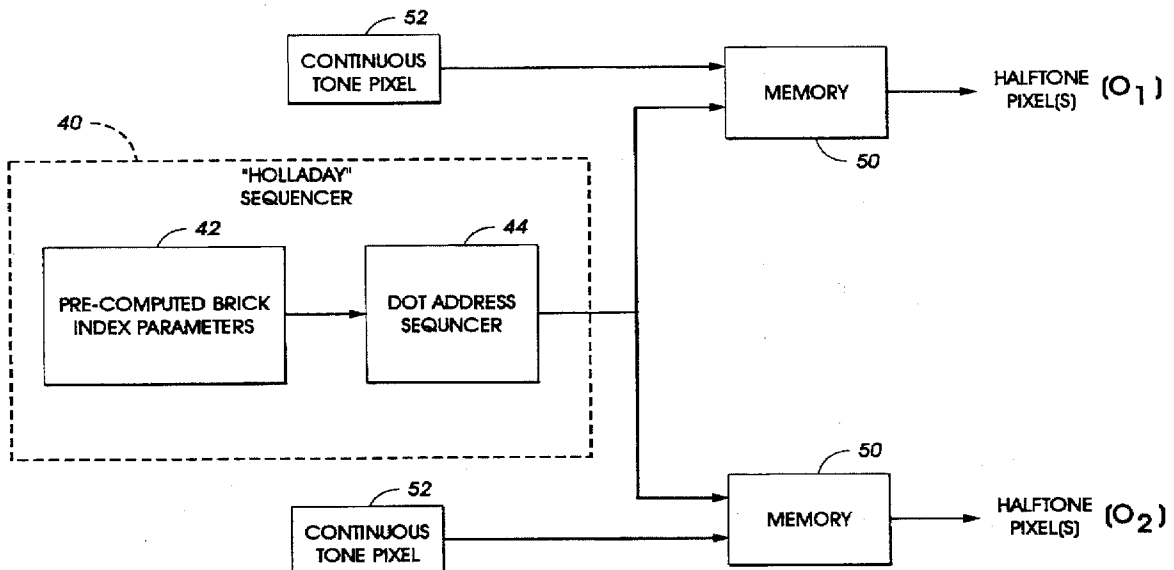 52
CONTINUOUS
TONE PIXEL
MEMORY
50
HALFTONE
PIXEL(S) (O1)
40
"HOLLADAY"
SEQUENCER
42
PRE-COMPUTED BRICK
INDEX PARAMETERS
44
DOT ADDRESS
SEQUNCER
52
CONTINUOUS
TONE PIXEL
50
MEMORY
HALFTONE
PIXEL(S) (O2)